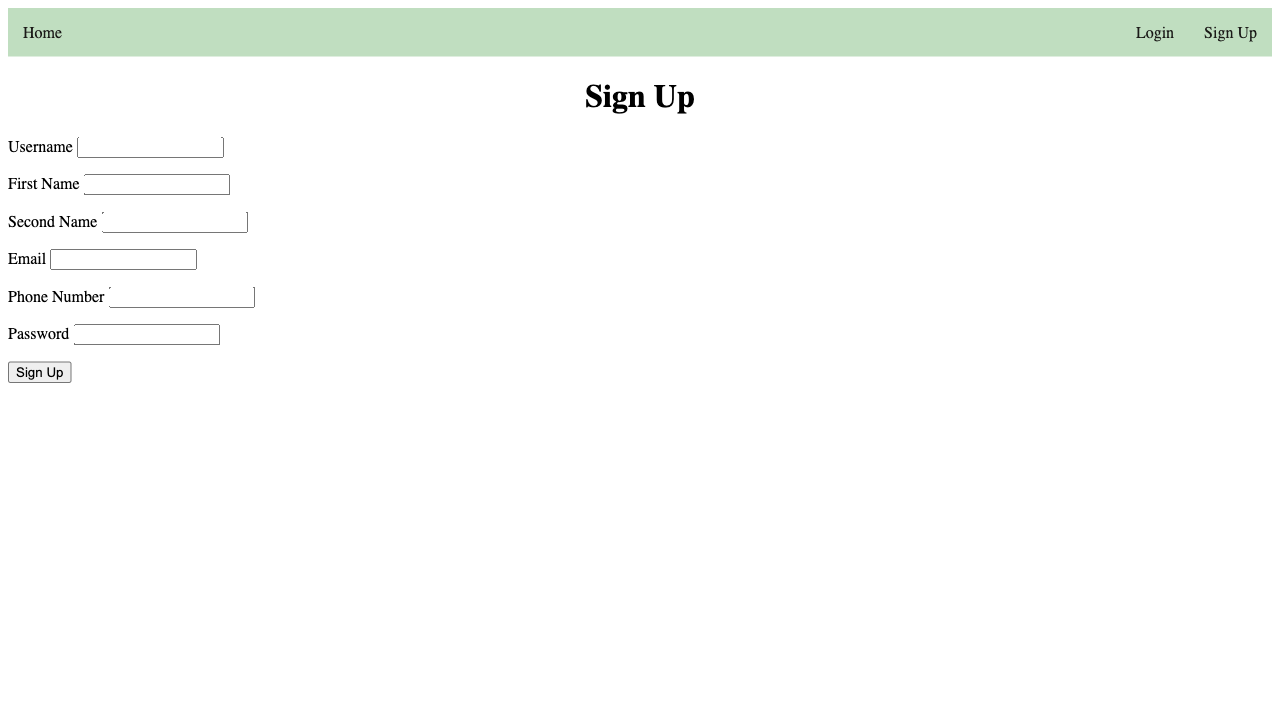 Home Login Sign Up
Sign Up
Username
First Name
Second Name
Email
Phone Number
Password
Sign Up